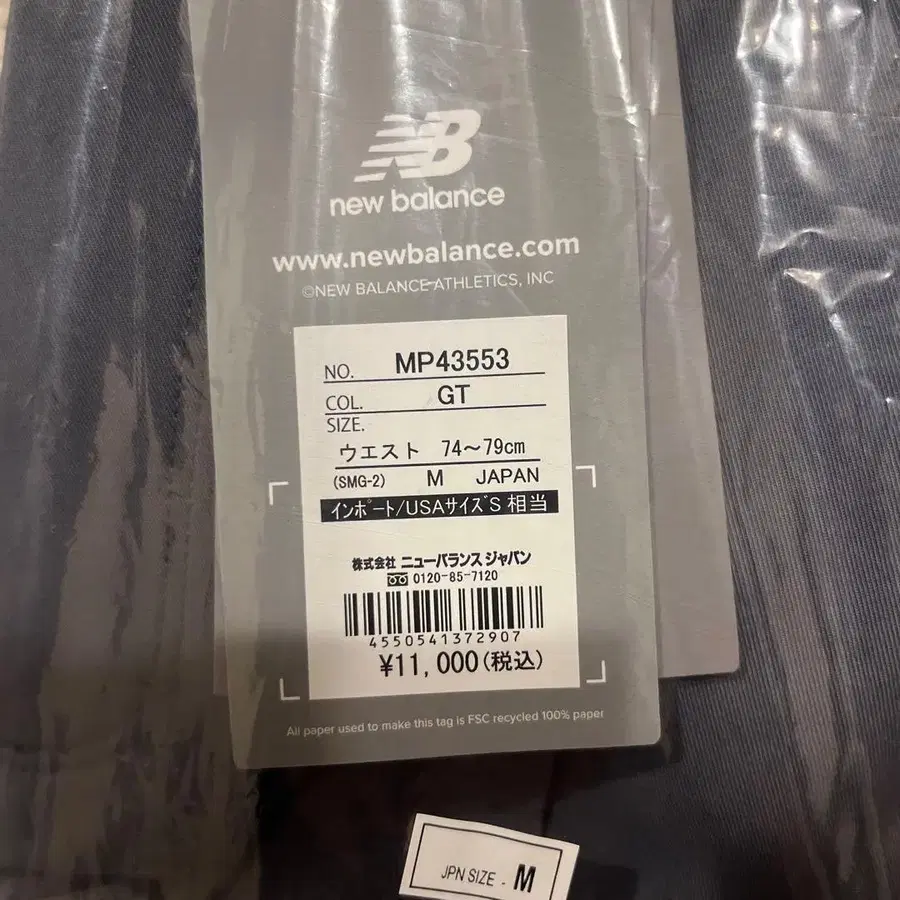 NB
new balance
www.newbalance.com
©NEW BALANCE ATHLETICS, INC
NO. MP43553
COL. GT
SIZE.
ウエスト 74～79cm
(SMG-2) M JAPAN
インポート/USAサイズS 相当
株式会社 ニューバランス ジャパン
0120-85-7120
4550541372907
¥11,000(税込)
All paper used to make this tag is FSC recycled 100% paper
JPN SIZE - M